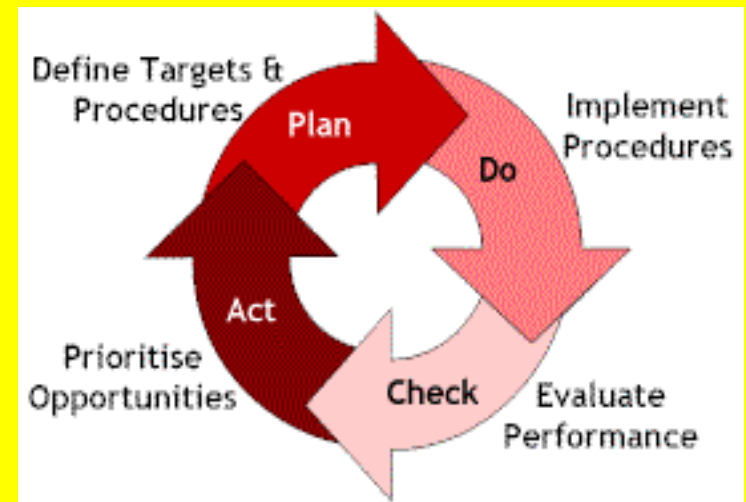 Define Targets &
Procedures
Plan
Implement
Procedures
Do
Act
Prioritise
Opportunities
Check
Evaluate
Performance